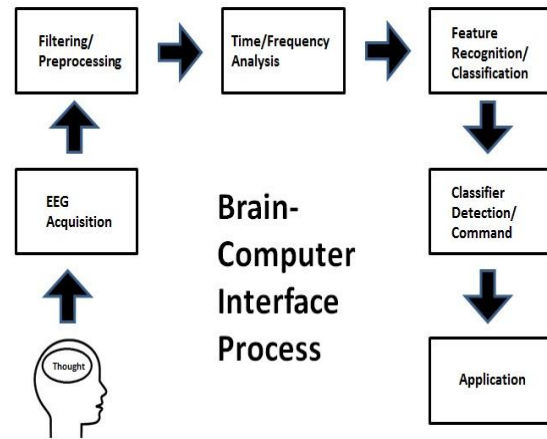 Filtering/
Preprocessing
Time/Frequency
Analysis
Feature
Recognition/
Classification
EEG
Acquisition
Brain-
Computer
Interface
Process
Classifier
Detection/
Command
Thought
Application